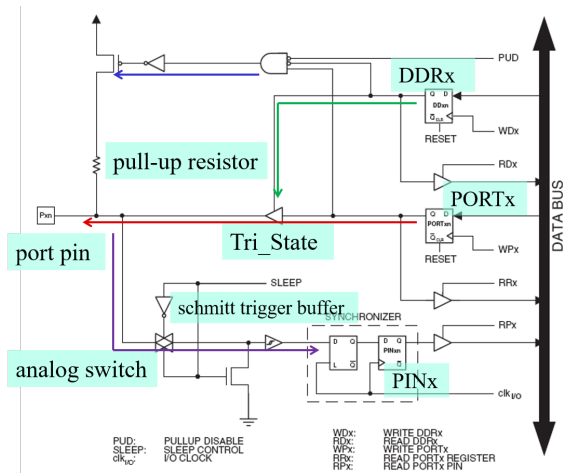 PUD
DDRx
Q D
DDxn
Q CLR
RESET
WDx
RDx
pull-up resistor
PORTx
Pxn
Q D
PORTxn
Q CLR
Tri_State
port pin
RESET
WPx
DATA BUS
SLEEP
RRx
schmitt trigger buffer
SYNCHRONIZER
RPx
D Q
L Q
D Q
PINxn
Q
analog switch
PINx
clk I/O
PUD: PULLUP DISABLE
SLEEP: SLEEP CONTROL
clk I/O: I/O CLOCK
WDx: WRITE DDRx
RDx: READ DDRx
WPx: WRITE PORTx
RRx: READ PORTx REGISTER
RPx: READ PORTx PIN